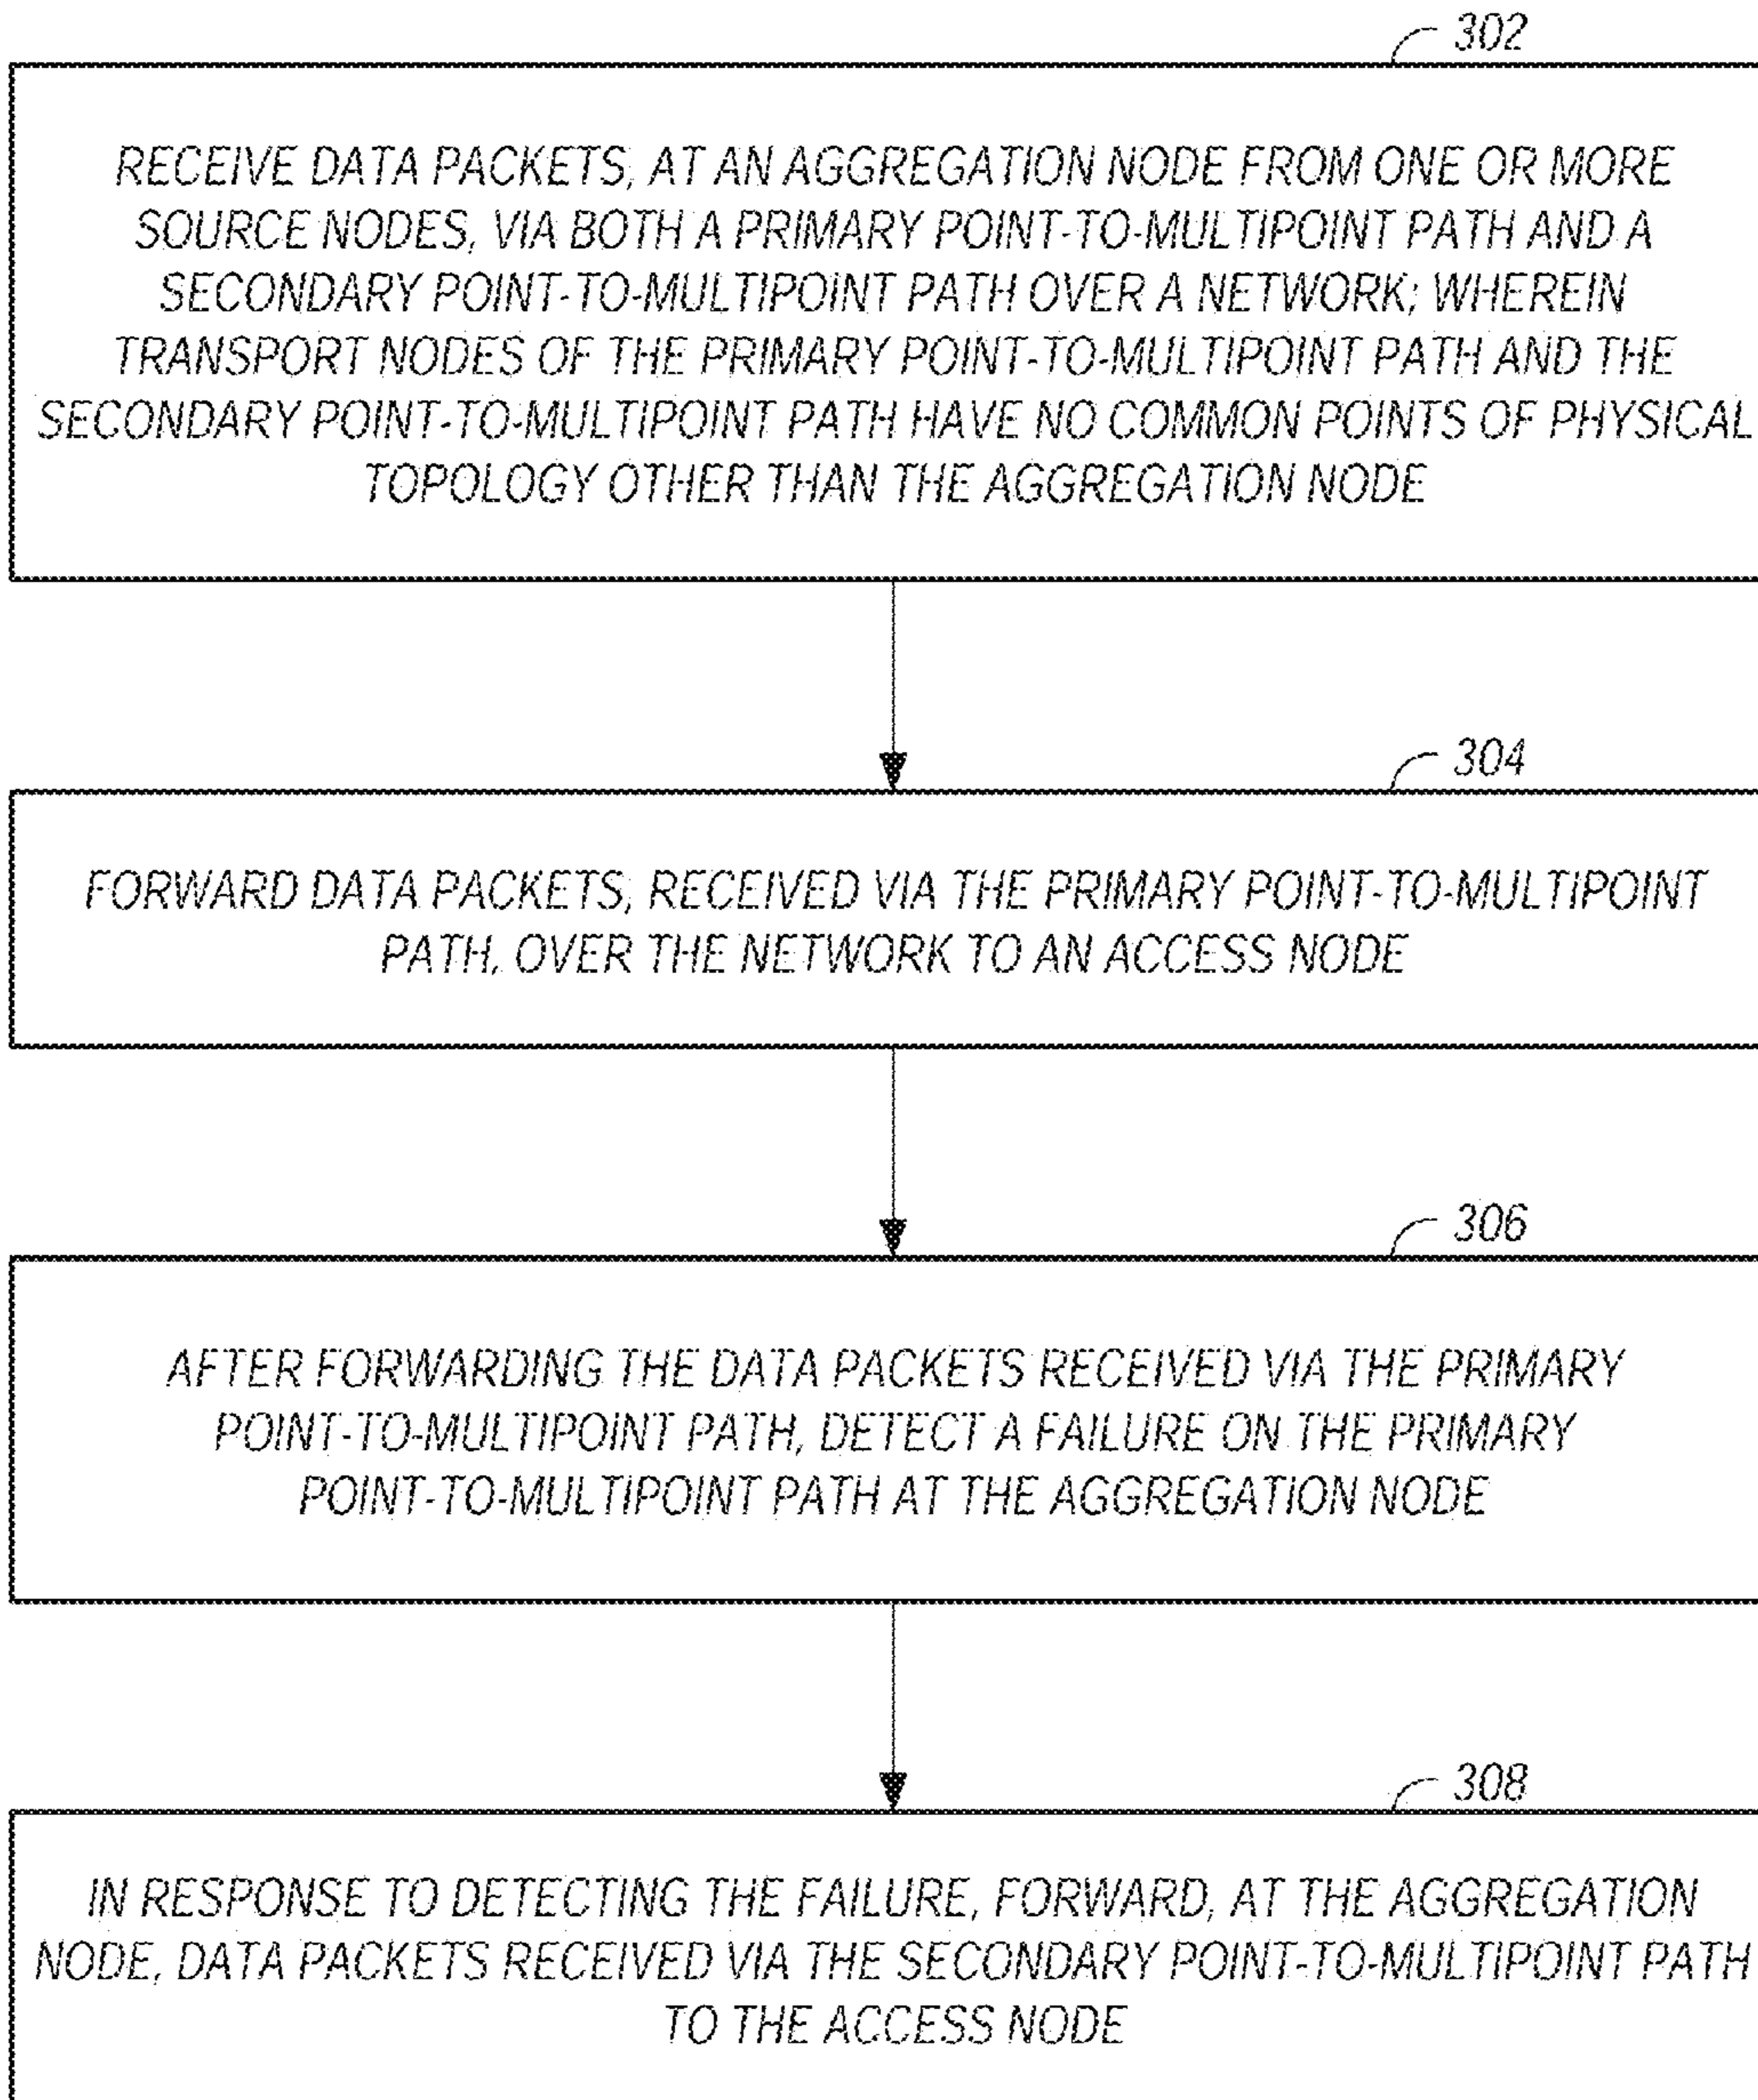 302
RECEIVE DATA PACKETS, AT AN AGGREGATION NODE FROM ONE OR MORE
SOURCE NODES, VIA BOTH A PRIMARY POINT-TO-MULTIPOINT PATH AND A
SECONDARY POINT-TO-MULTIPOINT PATH OVER A NETWORK; WHEREIN
TRANSPORT NODES OF THE PRIMARY POINT-TO-MULTIPOINT PATH AND THE
SECONDARY POINT-TO-MULTIPOINT PATH HAVE NO COMMON POINTS OF PHYSICAL
TOPOLOGY OTHER THAN THE AGGREGATION NODE
304
FORWARD DATA PACKETS, RECEIVED VIA THE PRIMARY POINT-TO-MULTIPOINT
PATH, OVER THE NETWORK TO AN ACCESS NODE
306
AFTER FORWARDING THE DATA PACKETS RECEIVED VIA THE PRIMARY
POINT-TO-MULTIPOINT PATH, DETECT A FAILURE ON THE PRIMARY
POINT-TO-MULTIPOINT PATH AT THE AGGREGATION NODE
308
IN RESPONSE TO DETECTING THE FAILURE, FORWARD, AT THE AGGREGATION
NODE, DATA PACKETS RECEIVED VIA THE SECONDARY POINT-TO-MULTIPOINT PATH
TO THE ACCESS NODE